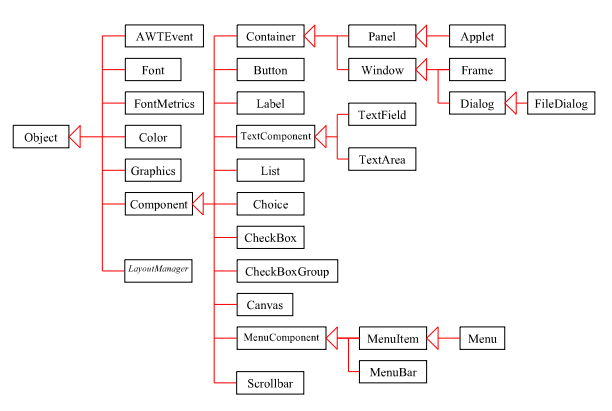 AWTEvent
Container
Panel
Applet
Font
Button
Window
Frame
FontMetrics
Label
Dialog
FileDialog
TextField
Object
Color
TextComponent
TextArea
Graphics
List
Component
Choice
CheckBox
LayoutManager
CheckBoxGroup
Canvas
MenuComponent
MenuItem
Menu
MenuBar
Scrollbar